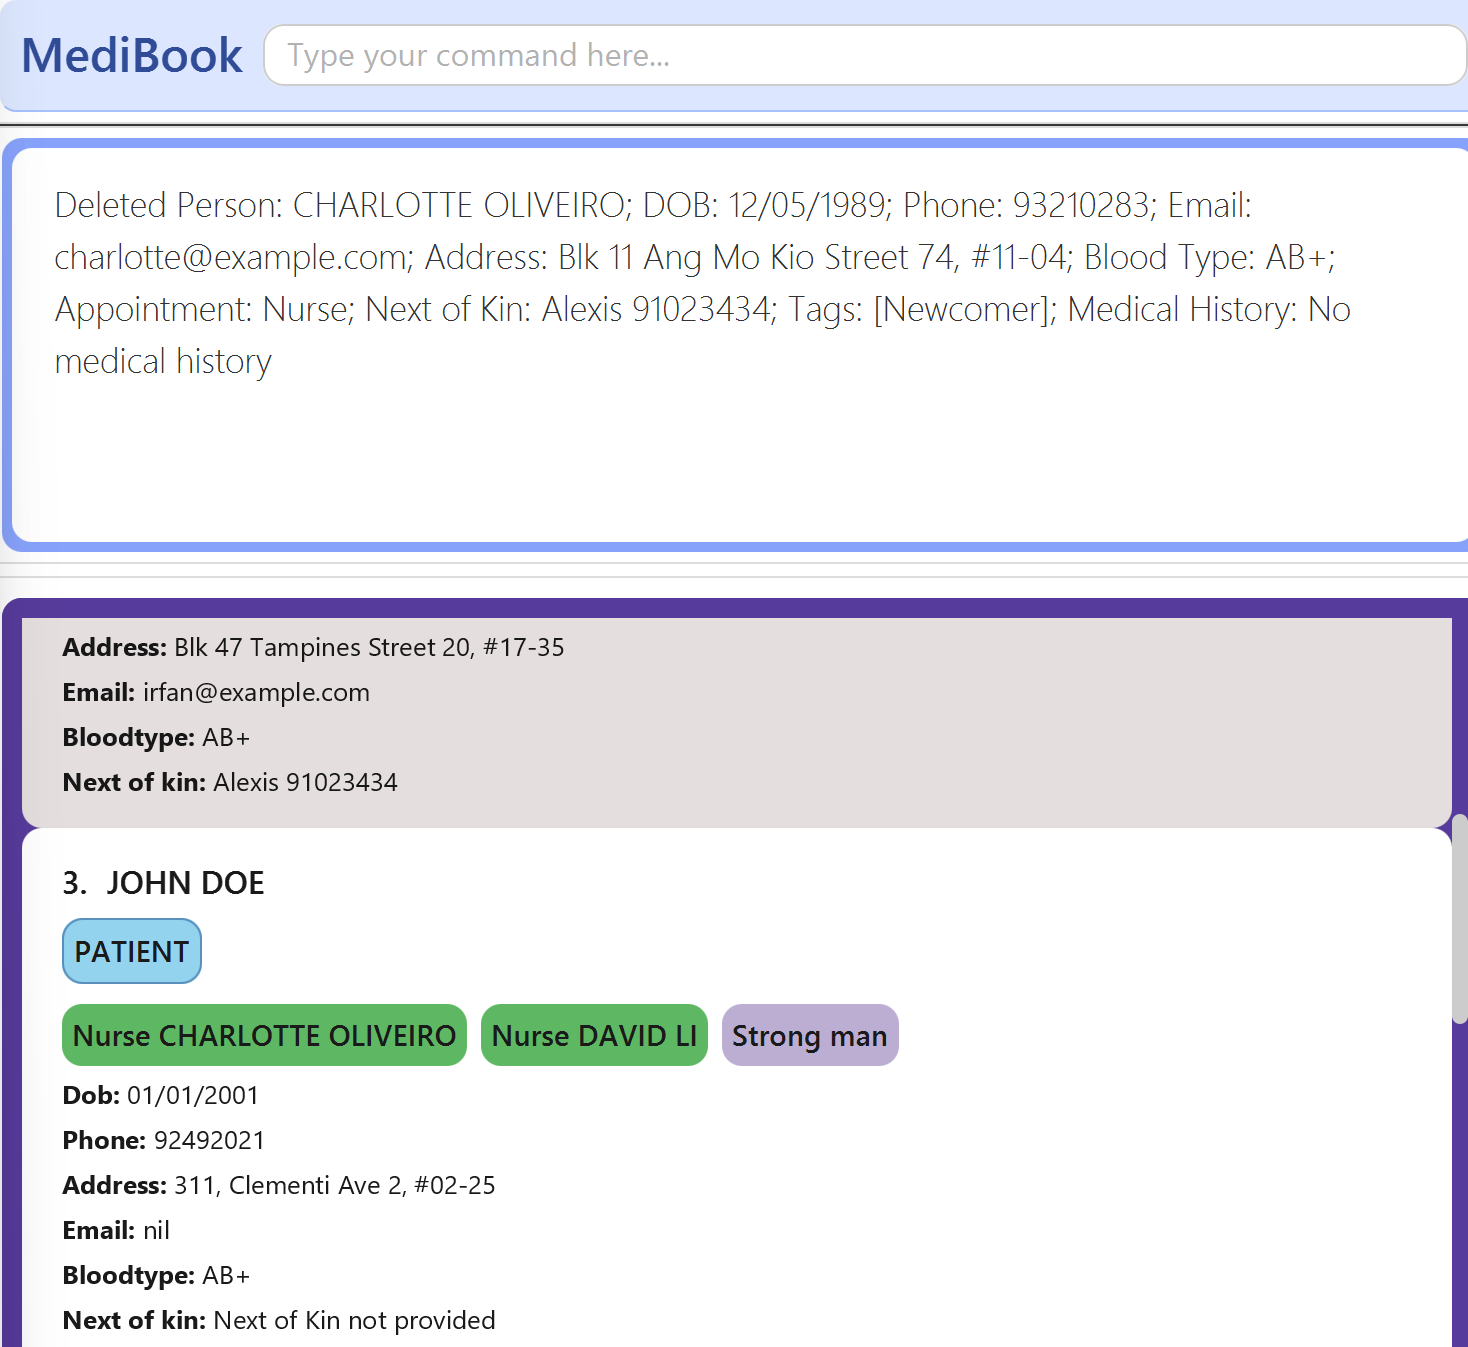 MediBook
Type your command here...
Deleted Person: CHARLOTTE OLIVEIRO; DOB: 12/05/1989; Phone: 93210283; Email:
charlotte@example.com; Address: Blk 11 Ang Mo Kio Street 74, #11-04; Blood Type: AB+;
Appointment: Nurse; Next of Kin: Alexis 91023434; Tags: [Newcomer]; Medical History: No
medical history
Address: Blk 47 Tampines Street 20, #17-35
Email: irfan@example.com
Bloodtype: AB+
Next of kin: Alexis 91023434
3. JOHN DOE
PATIENT
Nurse CHARLOTTE OLIVEIRO Nurse DAVID LI Strong man
Dob: 01/01/2001
Phone: 92492021
Address: 311, Clementi Ave 2, #02-25
Email: nil
Bloodtype: AB+
Next of kin: Next of Kin not provided